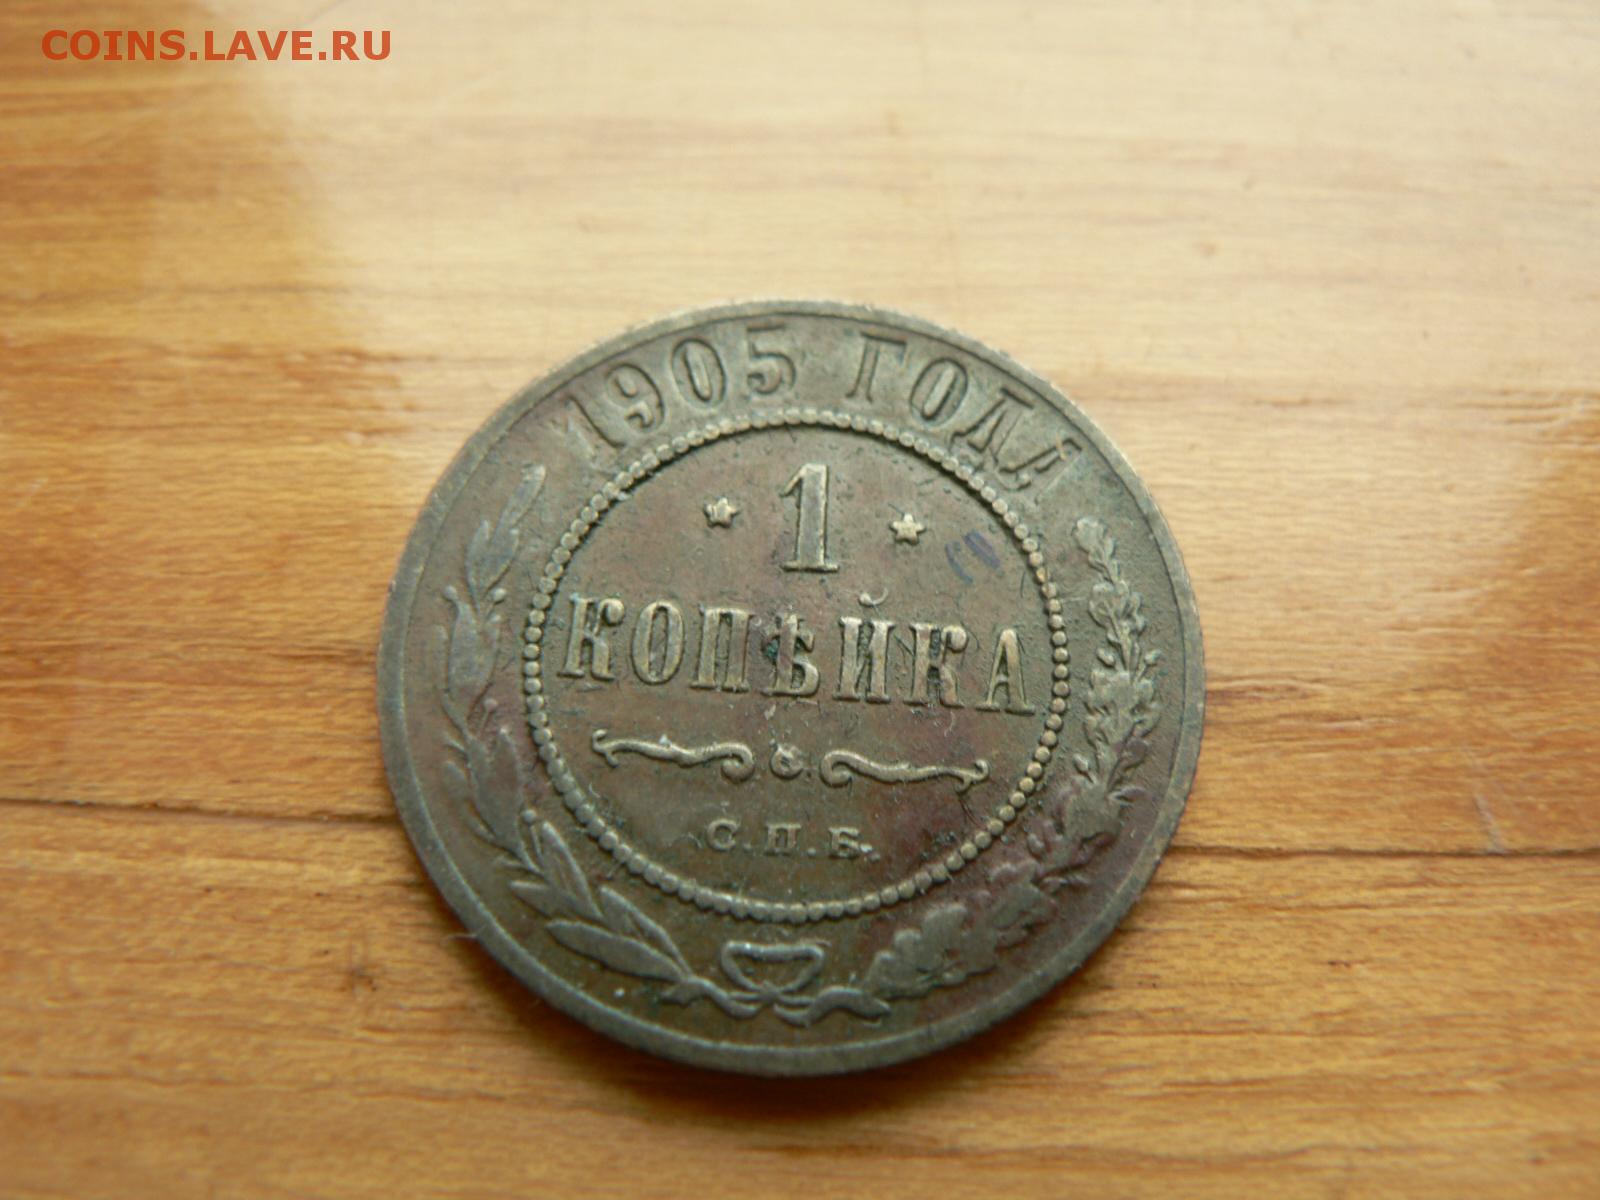 COINS.LAVE.RU
1905 ГОДА
* 1 *
КОПѢЙКА
С.П.Б.